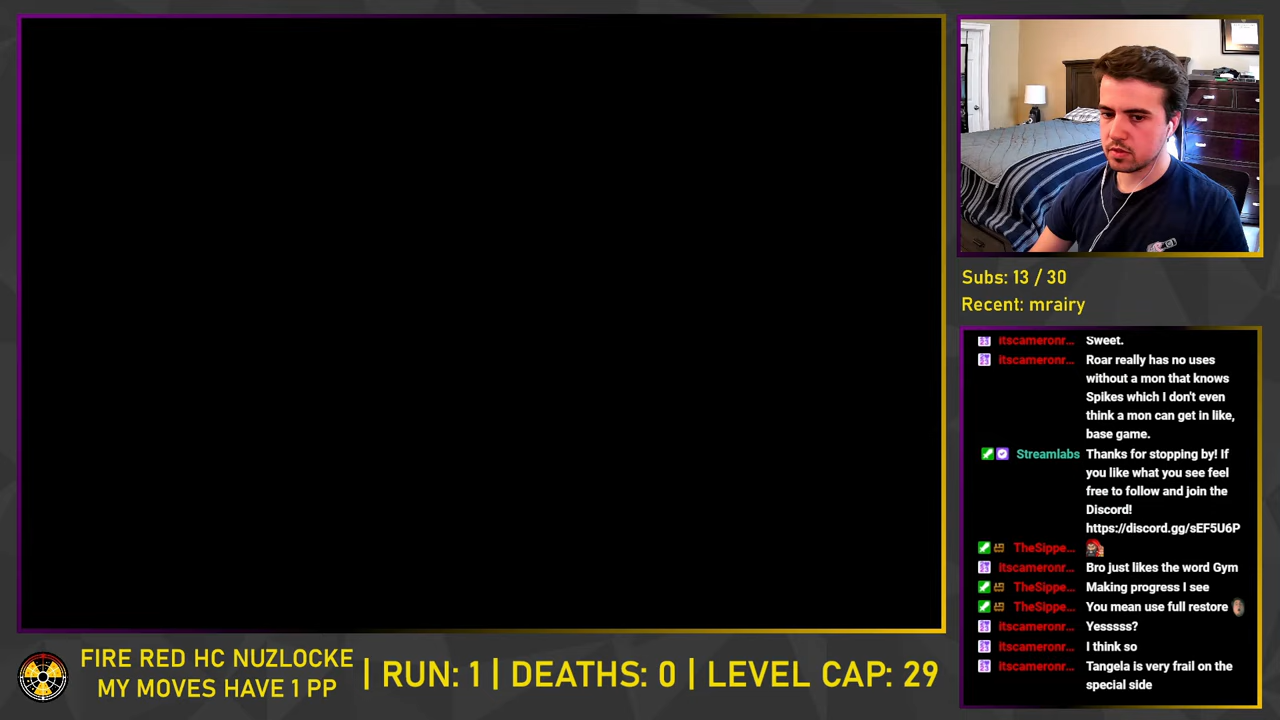 Subs: 13 / 30
Recent: mrairy
itscameronr... Sweet.
itscameronr... Roar really has no uses
without a mon that knows
Spikes which I don't even
think a mon can get in like,
base game.
Streamlabs Thanks for stopping by! If
you like what you see feel
free to follow and join the
Discord!
https://discord.gg/sEF5U6P
TheSippe...
itscameronr... Bro just likes the word Gym
TheSippe... Making progress I see
TheSippe... You mean use full restore
itscameronr... Yesssss?
itscameronr... I think so
itscameronr... Tangela is very frail on the
special side
FIRE RED HC NUZLOCKE
MY MOVES HAVE 1 PP
| RUN: 1 | DEATHS: 0 | LEVEL CAP: 29